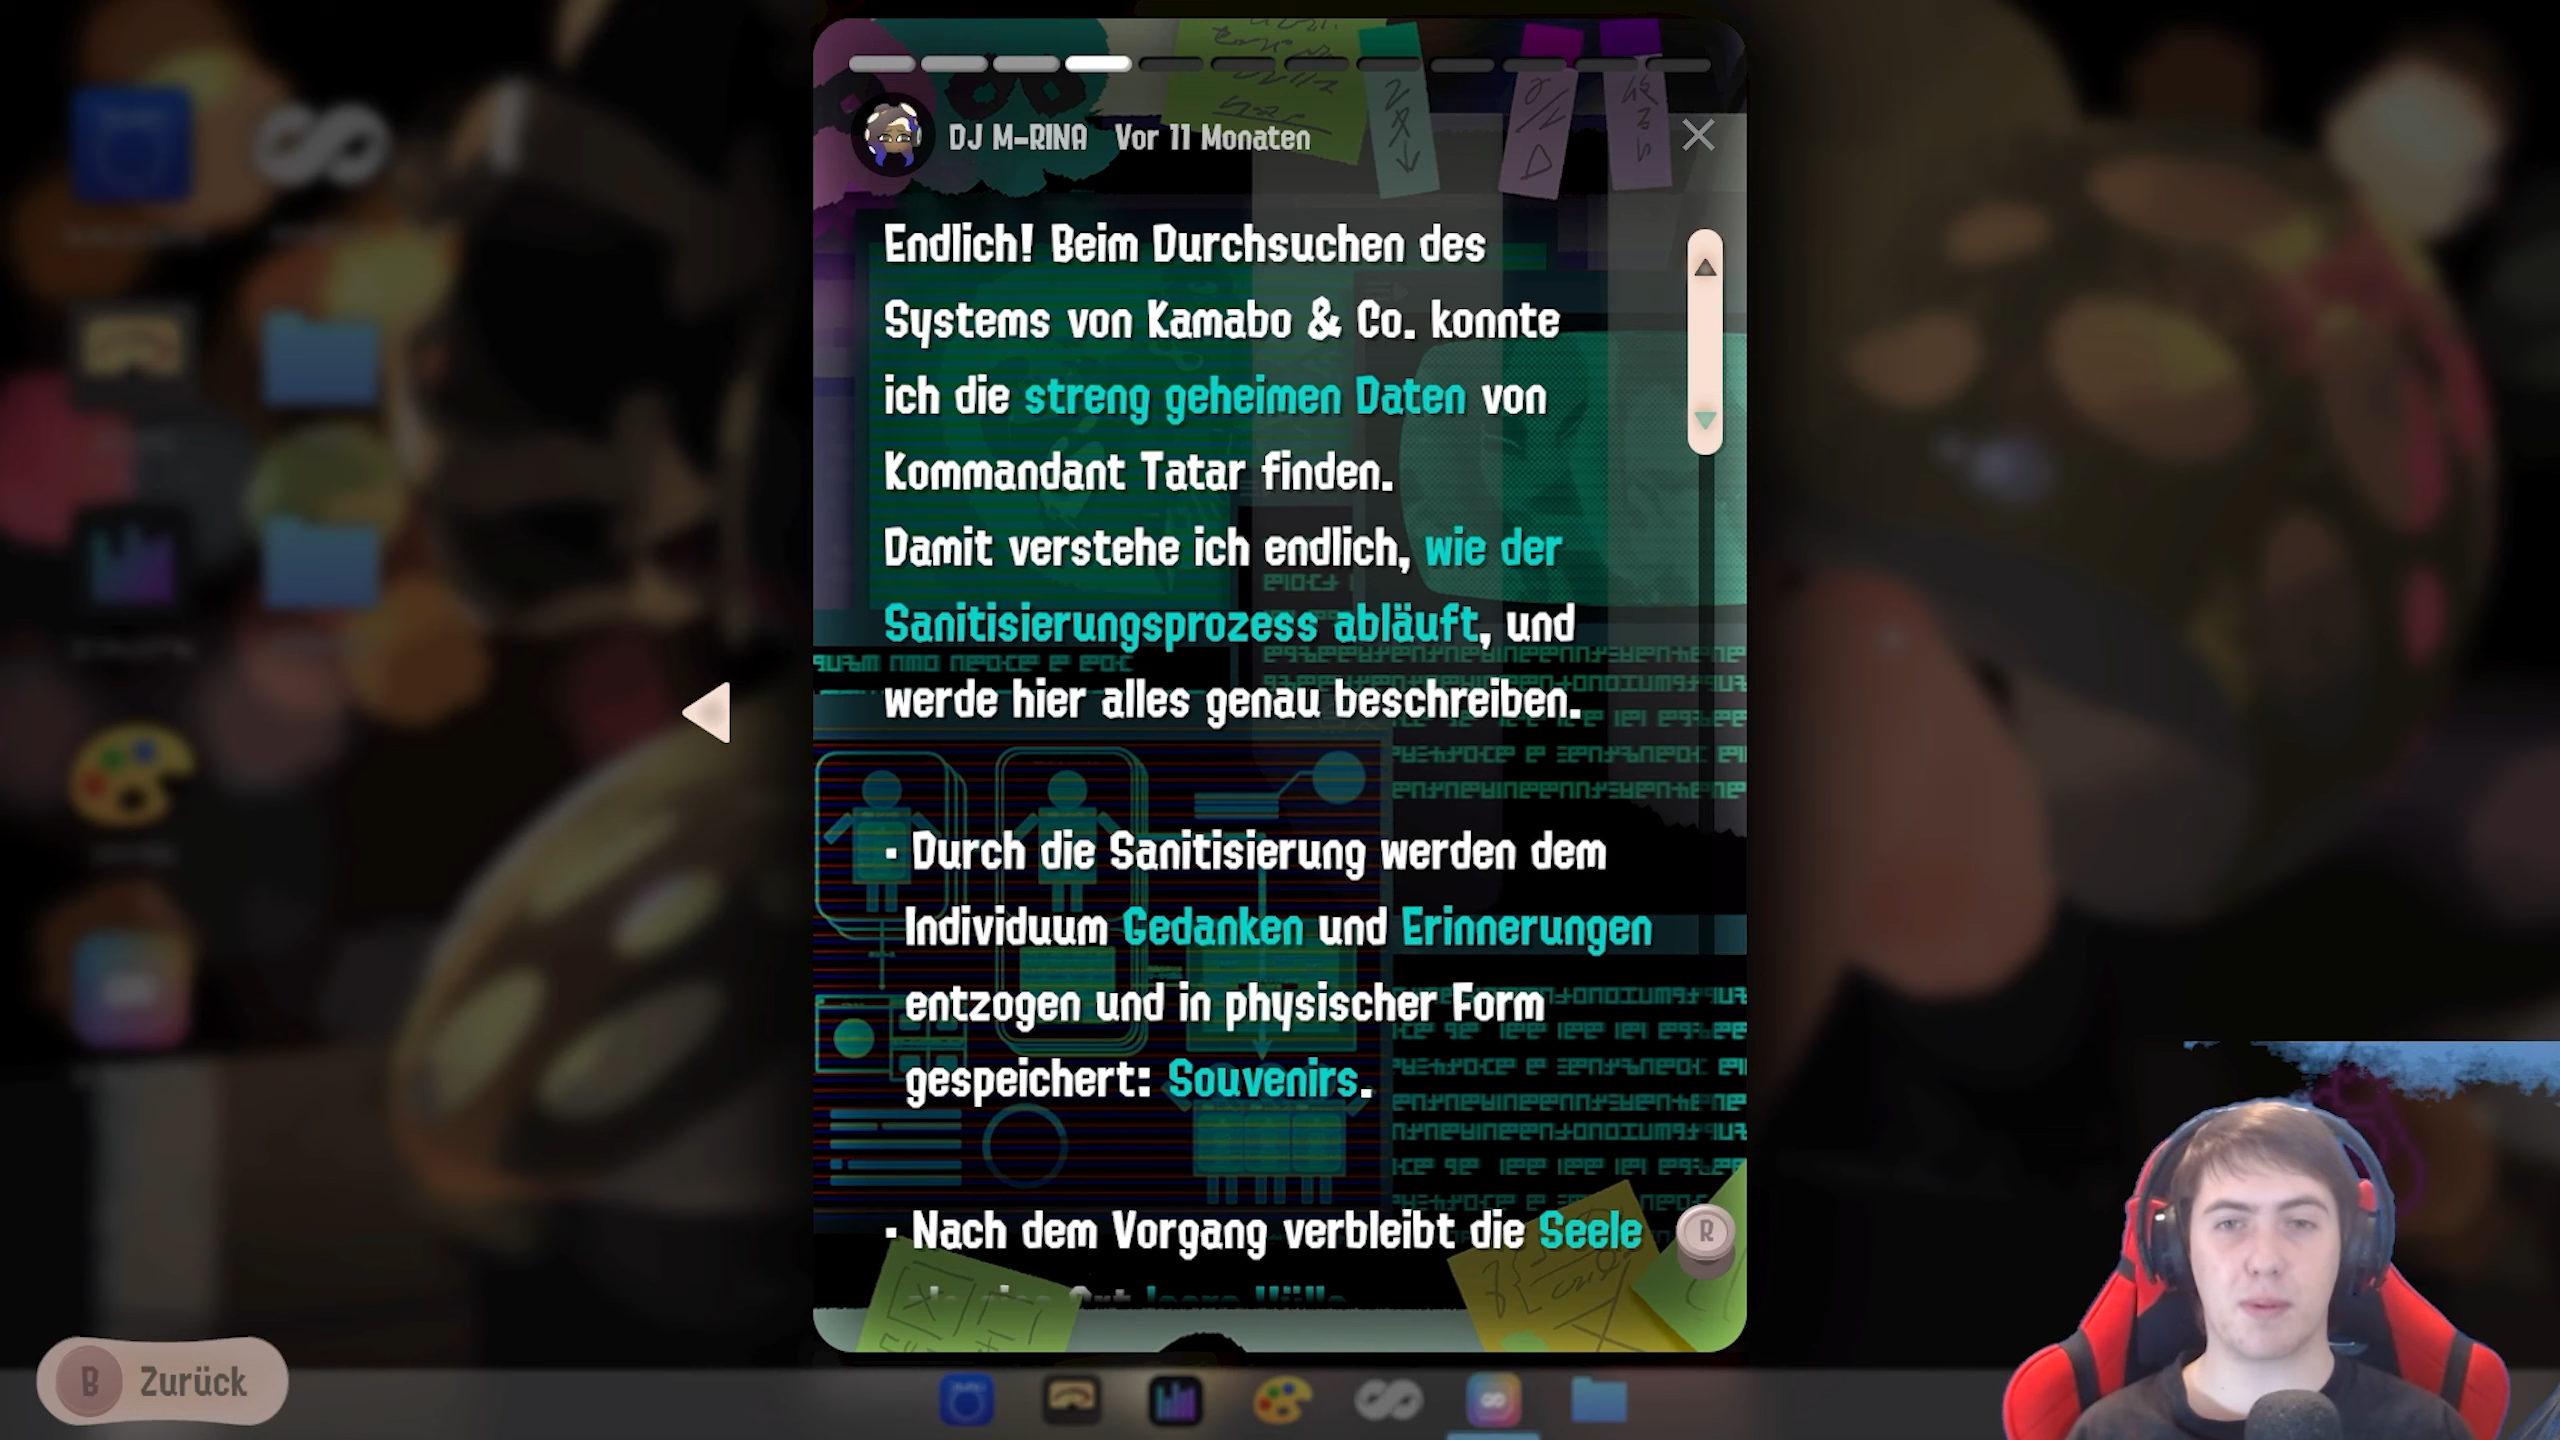 DJ M-RINA Vor 11 Monaten
Endlich! Beim Durchsuchen des
Systems von Kamabo & Co. konnte
ich die streng geheimen Daten von
Kommandant Tatar finden.
Damit verstehe ich endlich, wie der
Sanitisierungsprozess abläuft, und
werde hier alles genau beschreiben.
· Durch die Sanitisierung werden dem
Individuum Gedanken und Erinnerungen
entzogen und in physischer Form
gespeichert: Souvenirs.
· Nach dem Vorgang verbleibt die Seele
R
B Zurück